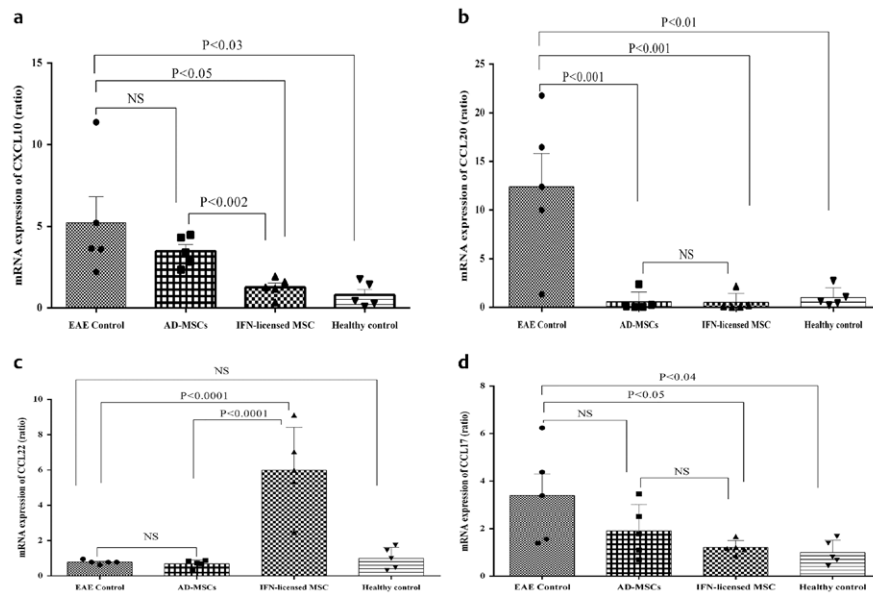 a
P<0.03
P<0.05
NS
P<0.002
mRNA expression of CXCL10 (ratio)
15
10
5
0
EAE Control AD-MSCs IFN-licensed MSC Healthy control
b
P<0.01
P<0.001
P<0.001
NS
mRNA expression of CCL20 (ratio)
25
20
15
10
5
0
EAE Control AD-MSCs IFN-licensed MSC Healthy control
c
NS
P<0.0001
P<0.0001
NS
mRNA expression of CCL22 (ratio)
10
8
6
4
2
0
EAE Control AD-MSCs IFN-licensed MSC Healthy control
d
P<0.04
P<0.05
NS
NS
mRNA expression of CCL17 (ratio)
8
6
4
2
0
EAE Control AD-MSCs IFN-licensed MSC Healthy control